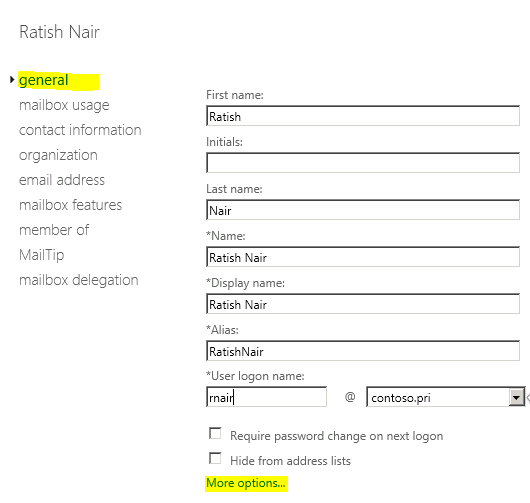 Ratish Nair
general
mailbox usage
contact information
organization
email address
mailbox features
member of
MailTip
mailbox delegation
First name:
Ratish
Initials:
Last name:
Nair
*Name:
Ratish Nair
*Display name:
Ratish Nair
*Alias:
RatishNair
*User logon name:
rnair @ contoso.pri
Require password change on next logon
Hide from address lists
More options...